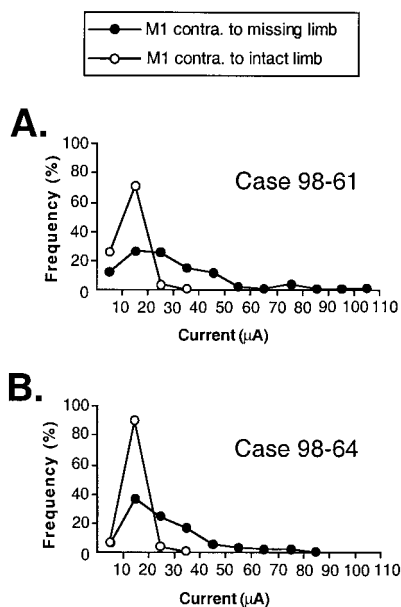 M1 contra. to missing limb
M1 contra. to intact limb
A.
Case 98-61
Frequency (%)
100
80
60
40
20
0
10 20 30 40 50 60 70 80 90 100 110
Current (µA)
B.
Case 98-64
Frequency (%)
100
80
60
40
20
0
10 20 30 40 50 60 70 80 90 100 110
Current (µA)